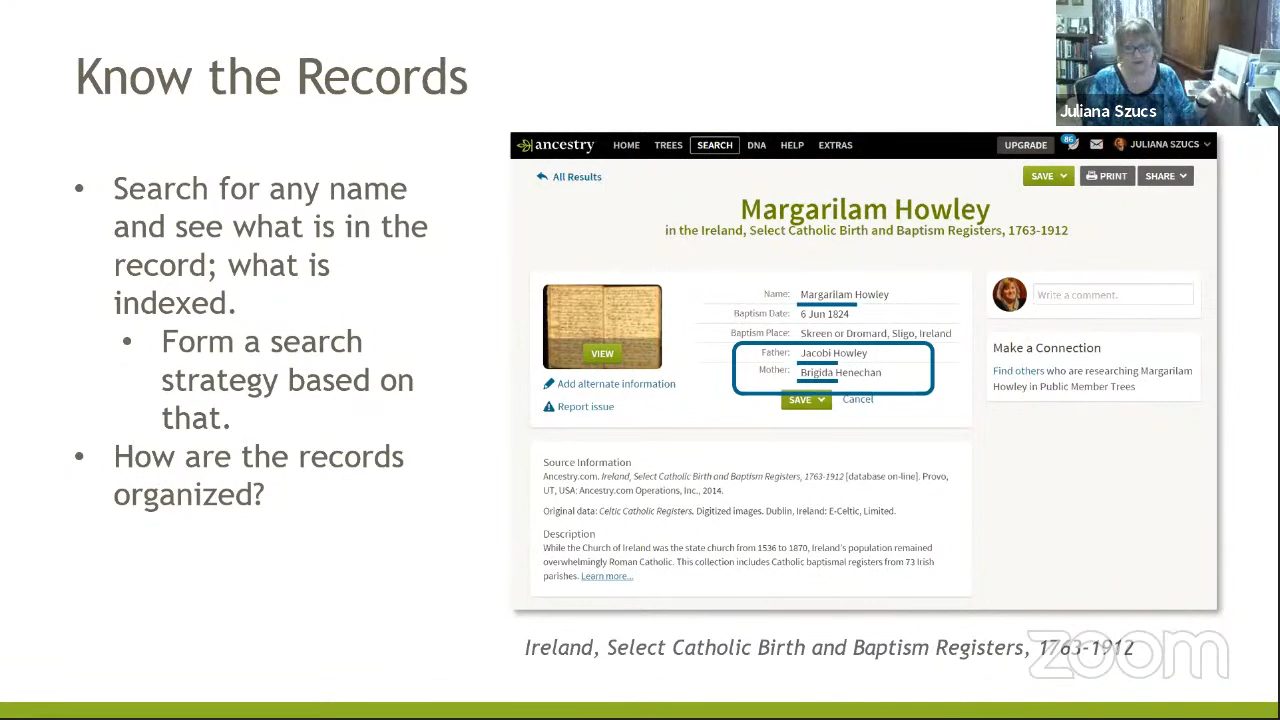 Know the Records
Juliana Szucs
• Search for any name
and see what is in the
record; what is
indexed.
• Form a search
strategy based on
that.
• How are the records
organized?
ancestry HOME TREES SEARCH DNA HELP EXTRAS UPGRADE 86 JULIANA SZUCS
All Results SAVE PRINT SHARE
Margarilam Howley
in the Ireland, Select Catholic Birth and Baptism Registers, 1763-1912
VIEW
Add alternate information
Report issue
Name: Margarilam Howley
Baptism Date: 6 Jun 1824
Baptism Place: Skreen or Dromard, Sligo, Ireland
Father: Jacobi Howley
Mother: Brigida Henechan
SAVE Cancel
Write a comment.
Make a Connection
Find others who are researching Margarilam
Howley in Public Member Trees
Source Information
Ancestry.com. Ireland, Select Catholic Birth and Baptism Registers, 1763-1912 [database on-line]. Provo,
UT, USA: Ancestry.com Operations, Inc., 2014.
Original data: Celtic Catholic Registers. Digitized images. Dublin, Ireland: E-Celtic, Limited.
Description
While the Church of Ireland was the state church from 1536 to 1870, Ireland's population remained
overwhelmingly Roman Catholic. This collection includes Catholic baptismal registers from 73 Irish
parishes. Learn more...
Ireland, Select Catholic Birth and Baptism Registers, 1763-1912
zoom